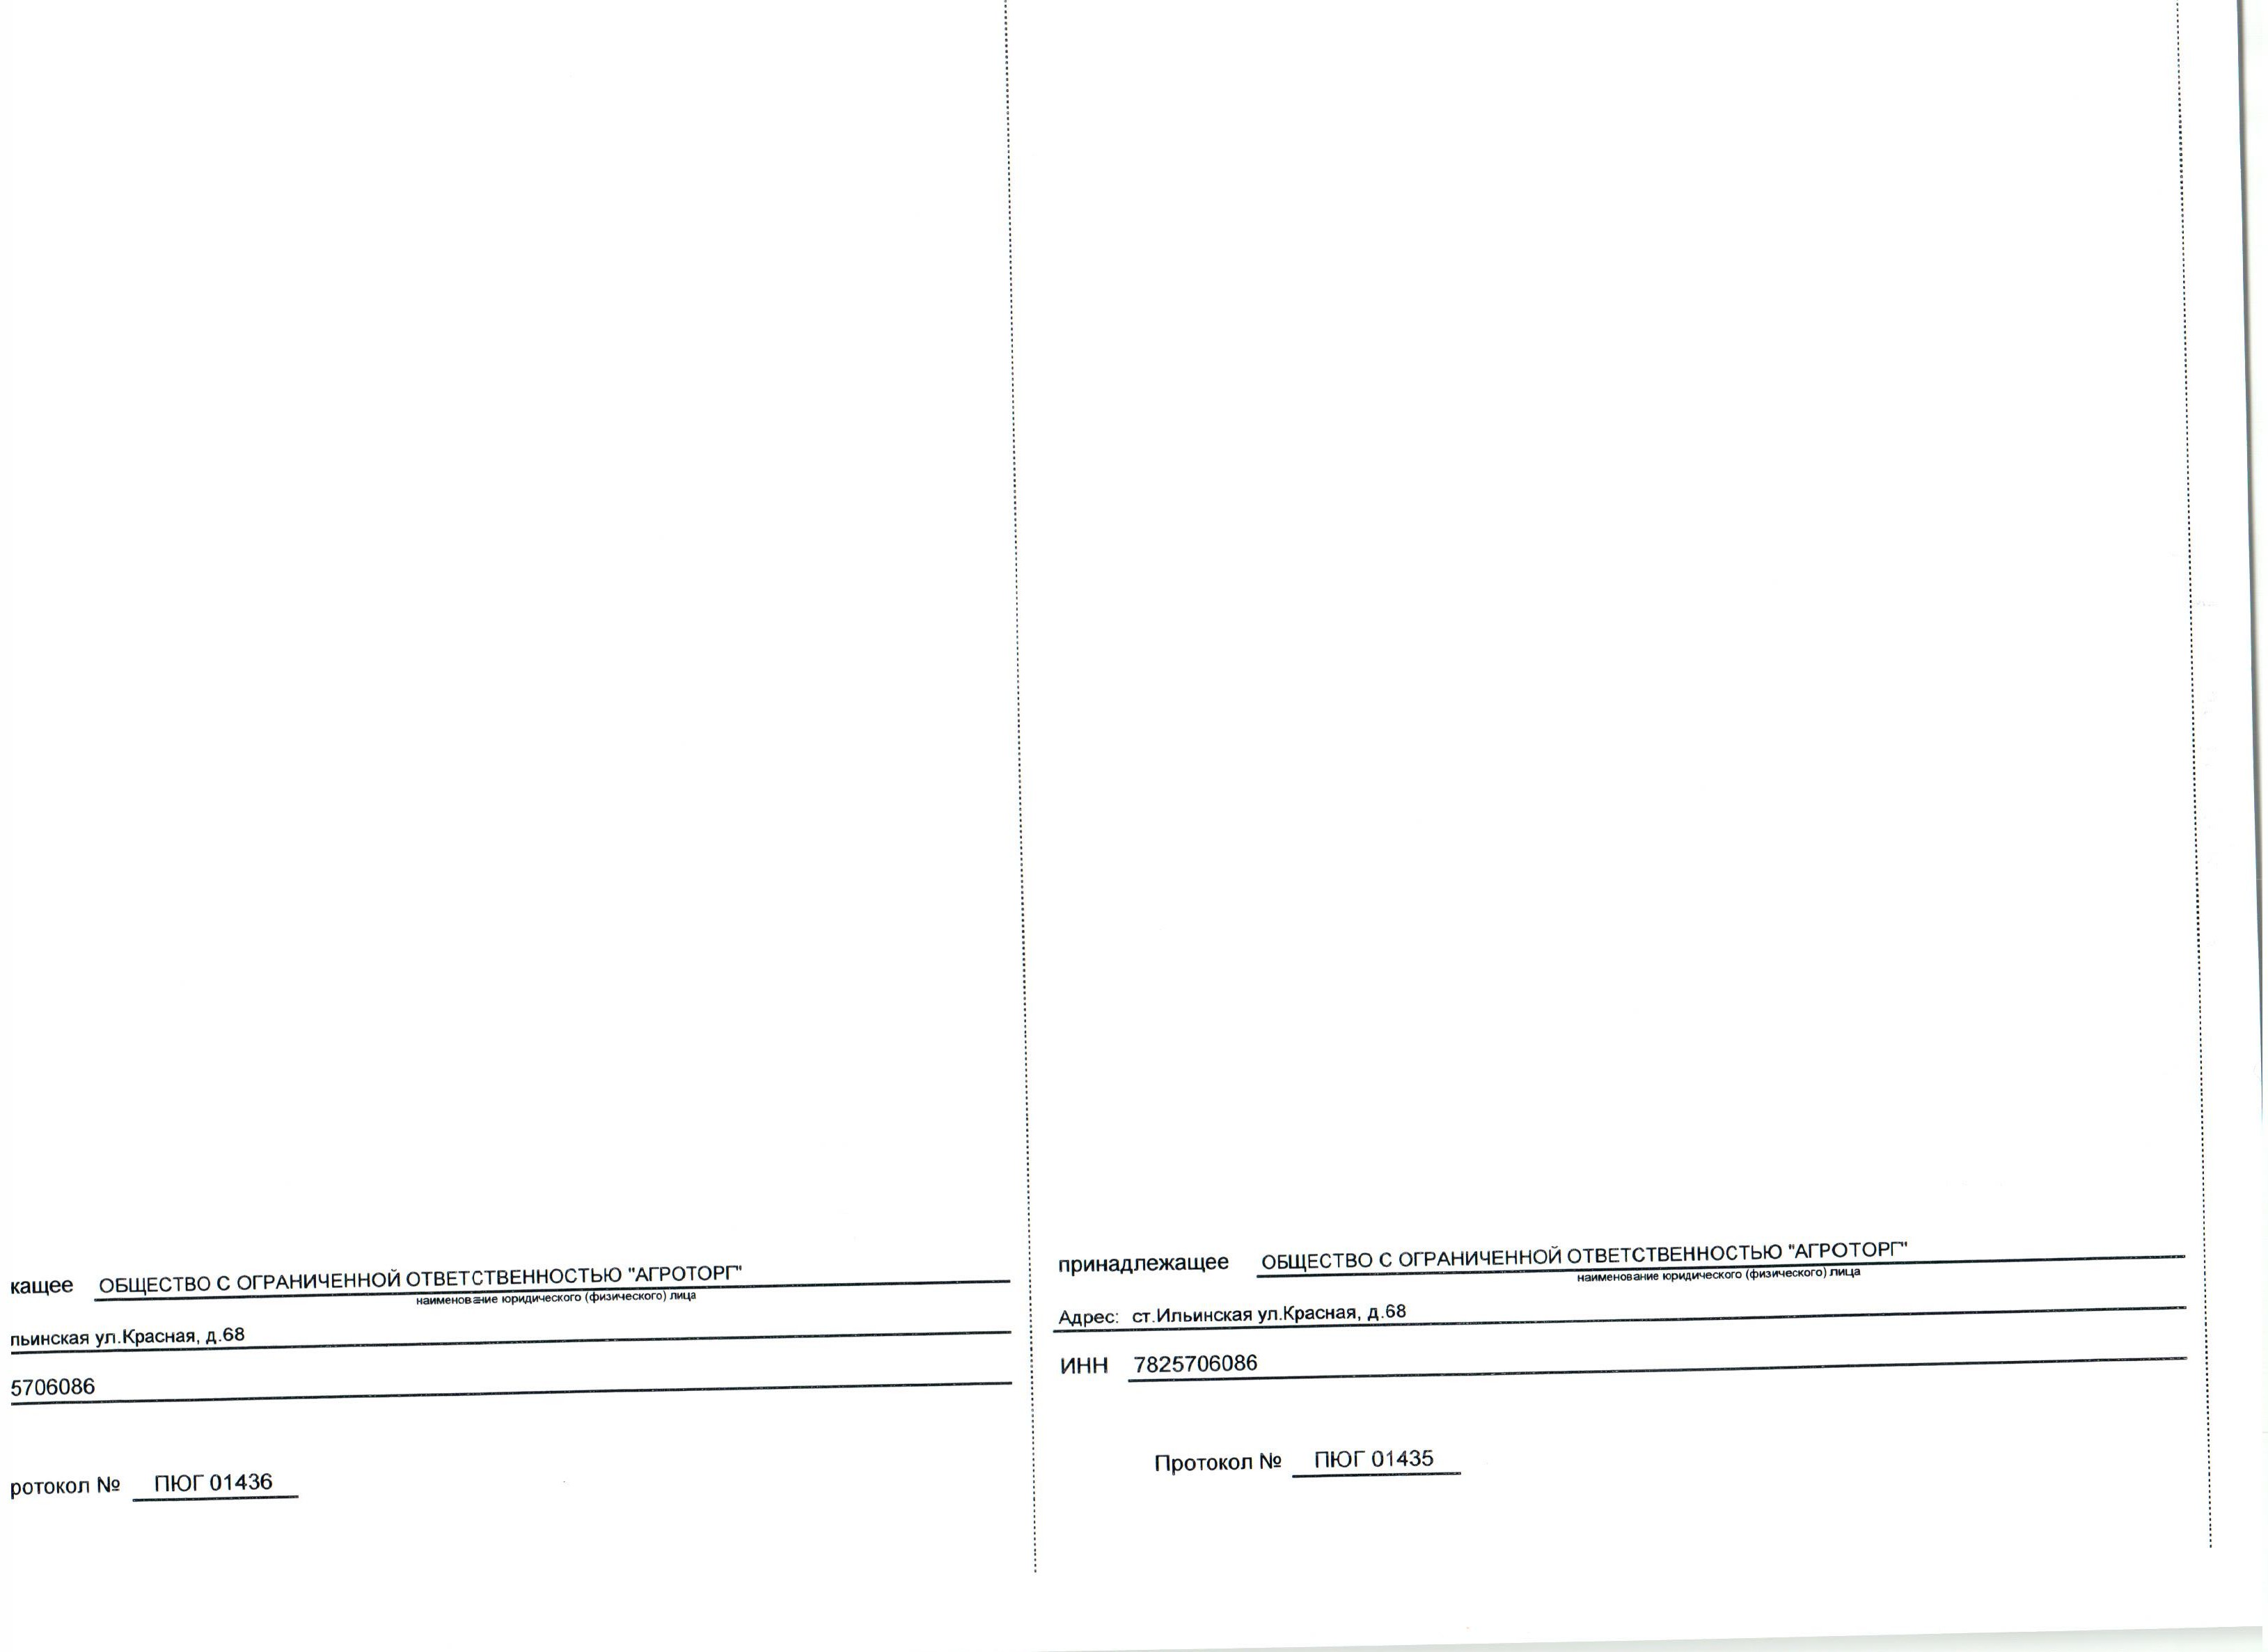 кащее ОБЩЕСТВО С ОГРАНИЧЕННОЙ ОТВЕТСТВЕННОСТЬЮ "АГРОТОРГ"
наименование юридического (физического) лица
льинская ул.Красная, д.68
5706086
ротокол № ПЮГ 01436
принадлежащее ОБЩЕСТВО С ОГРАНИЧЕННОЙ ОТВЕТСТВЕННОСТЬЮ "АГРОТОРГ"
наименование юридического (физического) лица
Адрес: ст.Ильинская ул.Красная, д.68
ИНН 7825706086
Протокол № ПЮГ 01435